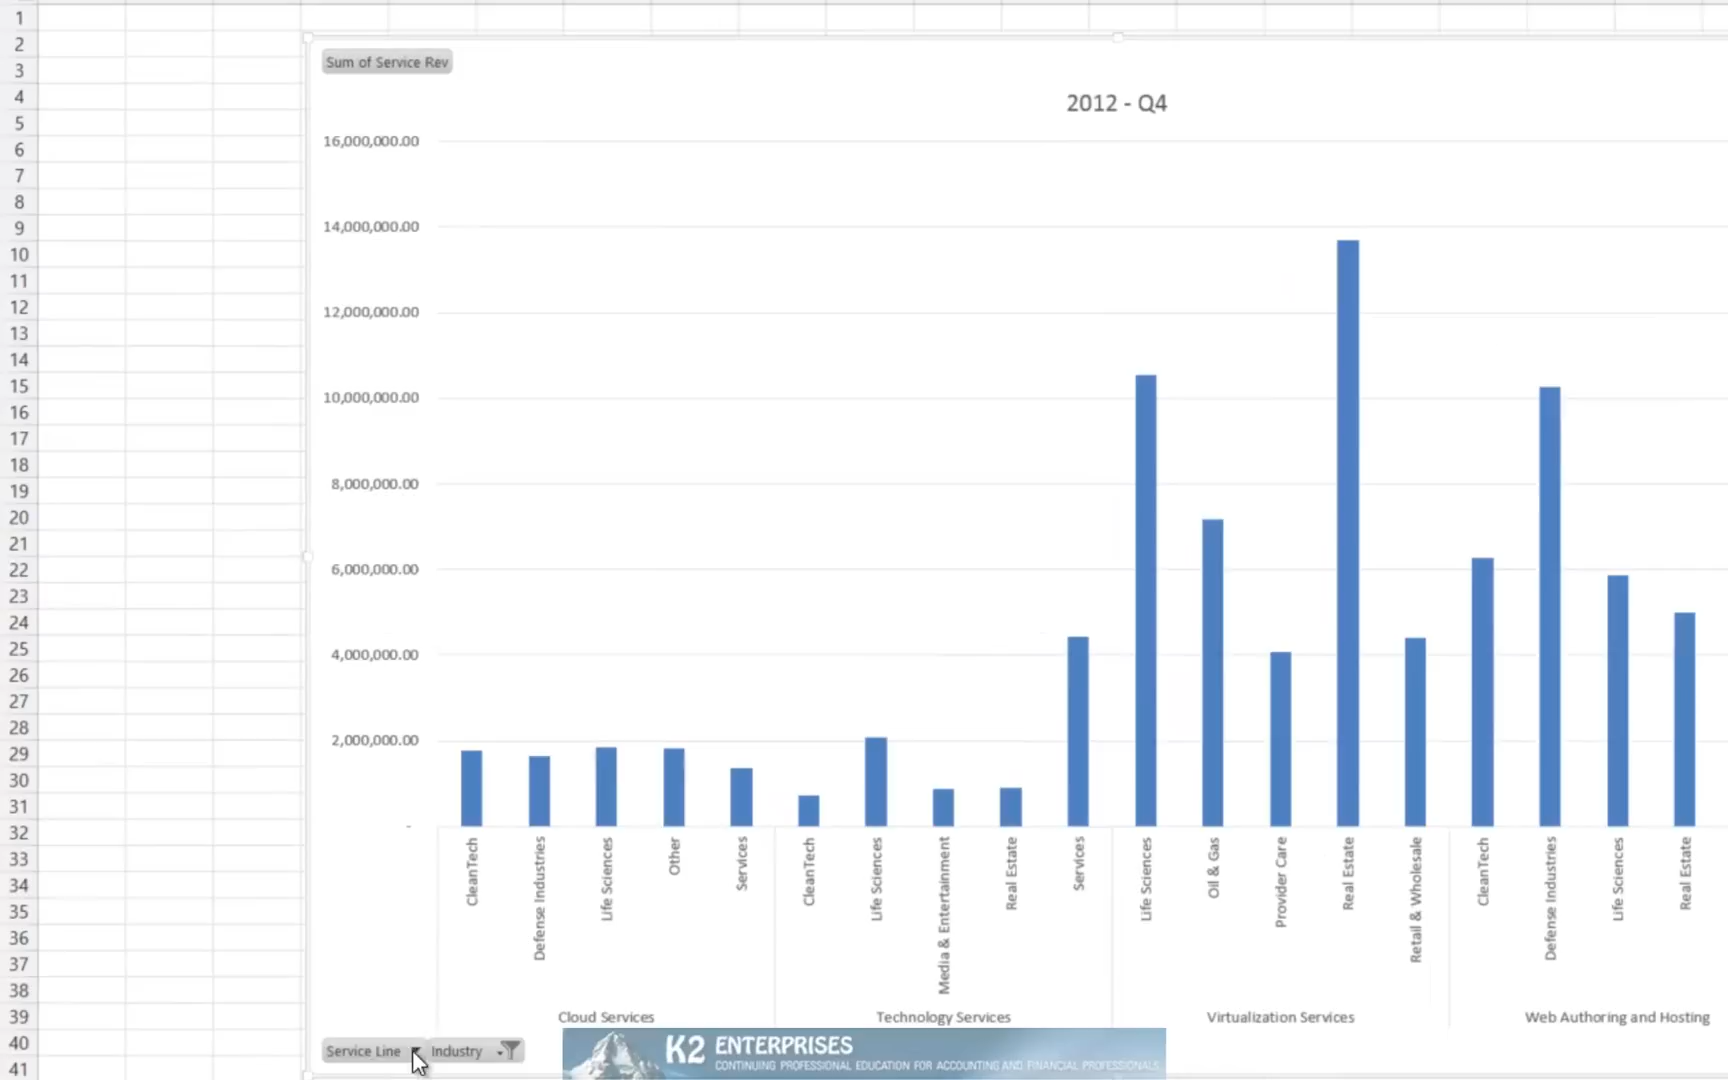 1
2
3
4
5
6
7
8
9
10
11
12
13
14
15
16
17
18
19
20
21
22
23
24
25
26
27
28
29
30
31
32
33
34
35
36
37
38
39
40
41
Sum of Service Rev
2012 - Q4
16,000,000.00
14,000,000.00
12,000,000.00
10,000,000.00
8,000,000.00
6,000,000.00
4,000,000.00
2,000,000.00
-
CleanTech
Defense Industries
Life Sciences
Other
Services
CleanTech
Life Sciences
Media & Entertainment
Real Estate
Services
Life Sciences
Oil & Gas
Provider Care
Real Estate
Retail & Wholesale
CleanTech
Defense Industries
Life Sciences
Real Estate
Cloud Services
Technology Services
Virtualization Services
Web Authoring and Hosting
Service Line
Industry
K2 ENTERPRISES
CONTINUING PROFESSIONAL EDUCATION FOR ACCOUNTING AND FINANCIAL PROFESSIONALS